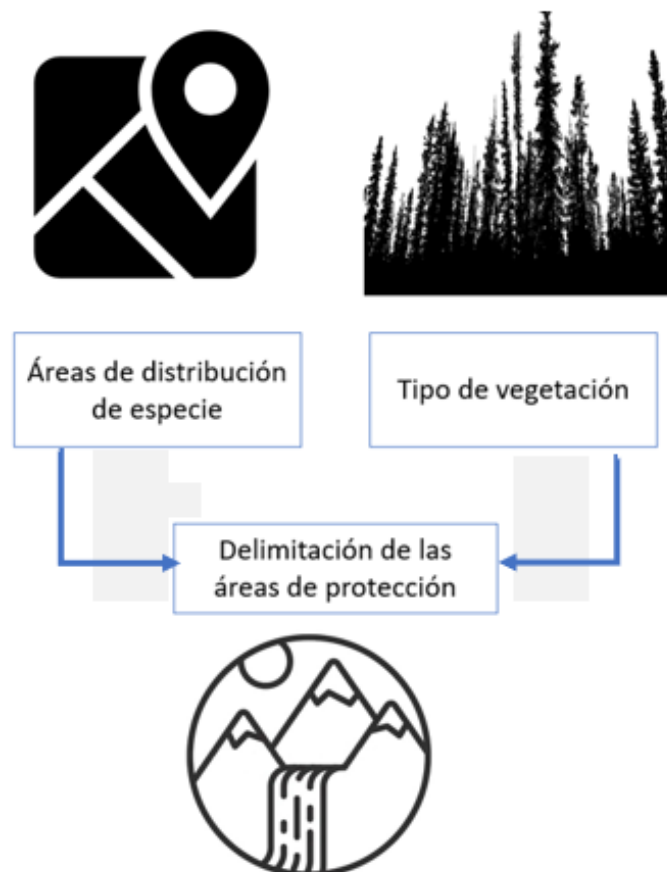 Áreas de distribución
de especie
Tipo de vegetación
Delimitación de las
áreas de protección